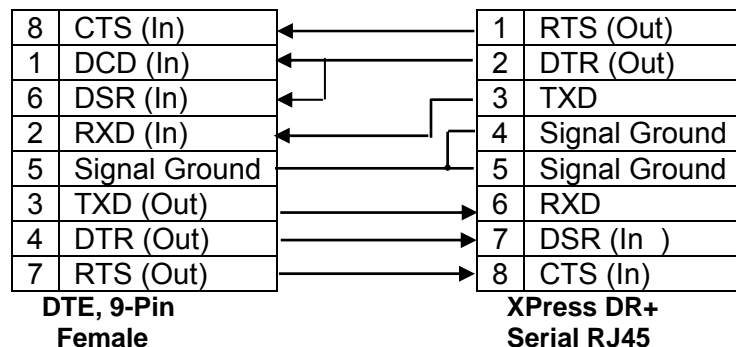 8 CTS (In) 1 RTS (Out)
1 DCD (In) 2 DTR (Out)
6 DSR (In) 3 TXD
2 RXD (In) 4 Signal Ground
5 Signal Ground 5 Signal Ground
3 TXD (Out) 6 RXD
4 DTR (Out) 7 DSR (In )
7 RTS (Out) 8 CTS (In)
DTE, 9-Pin XPress DR+
Female Serial RJ45